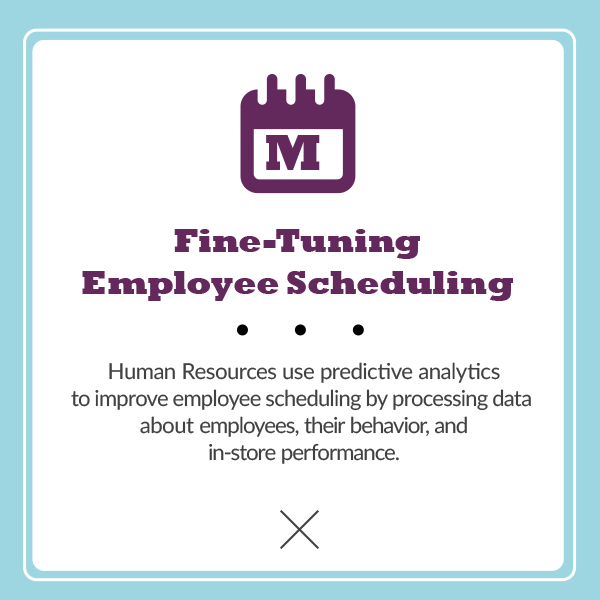 M
Fine-Tuning
Employee Scheduling
Human Resources use predictive analytics
to improve employee scheduling by processing data
about employees, their behavior, and
in-store performance.